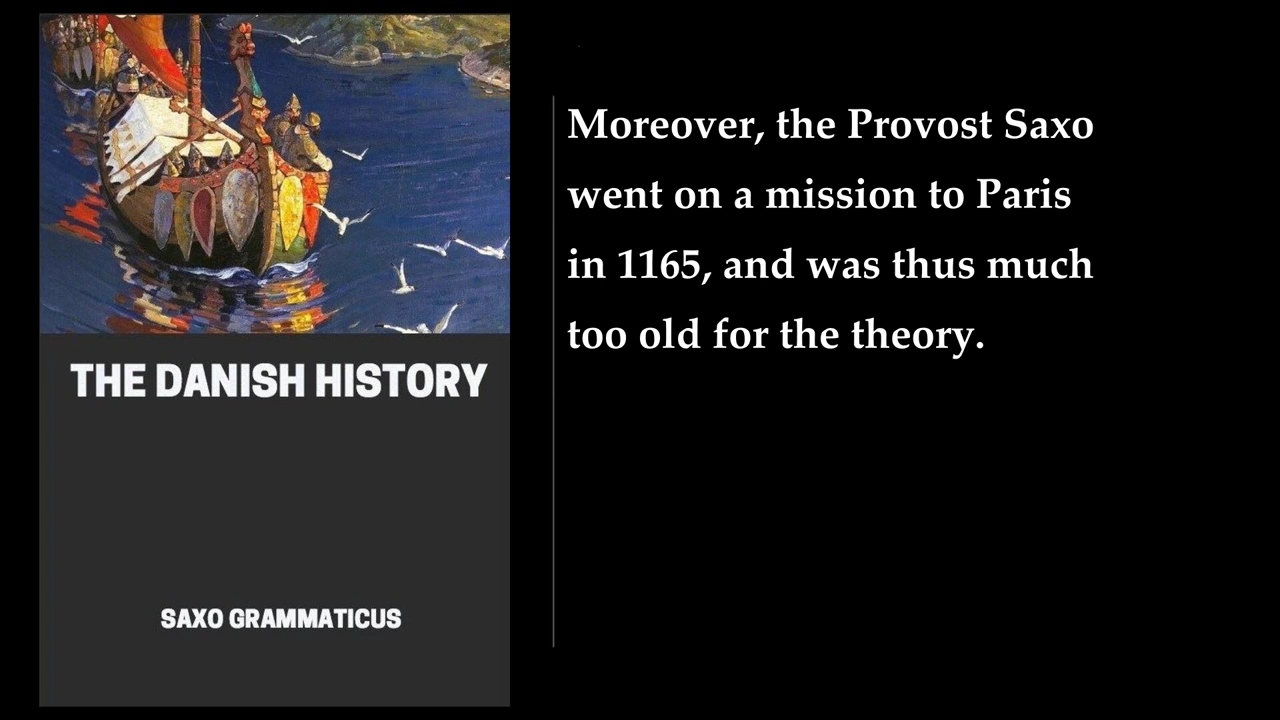 THE DANISH HISTORY
SAXO GRAMMATICUS
Moreover, the Provost Saxo
went on a mission to Paris
in 1165, and was thus much
too old for the theory.